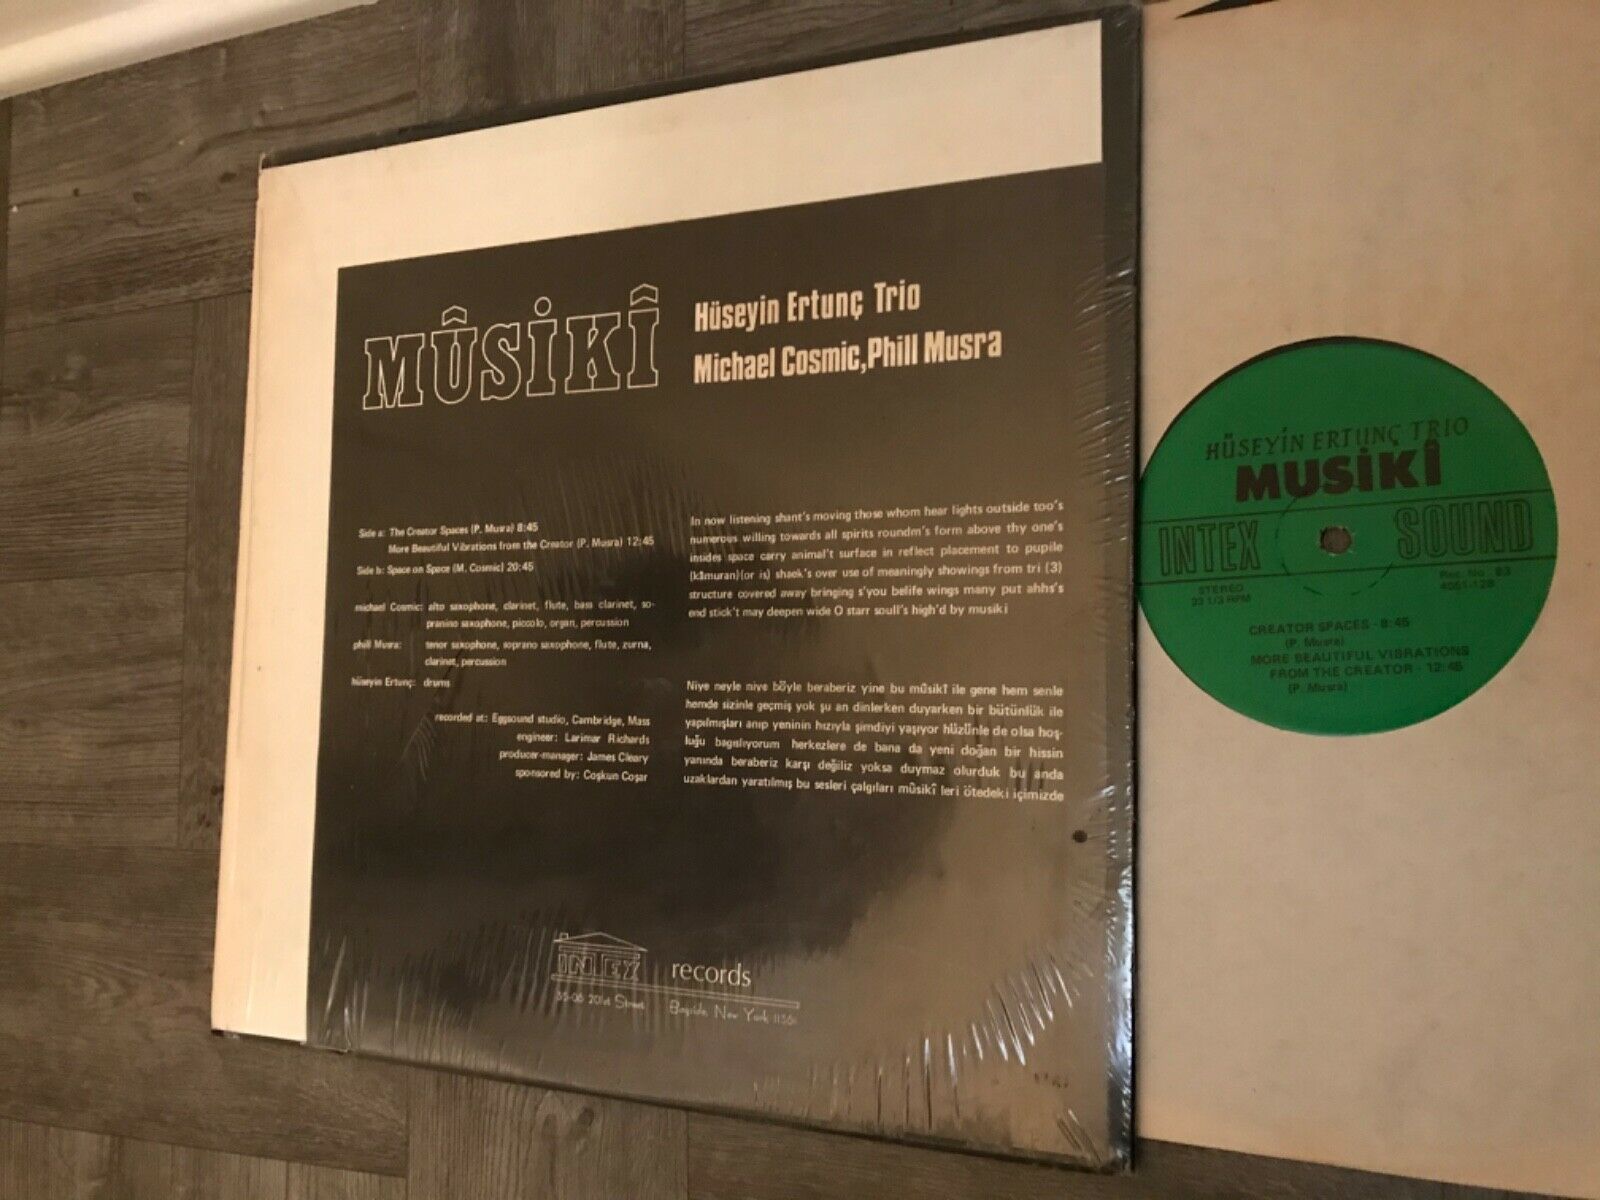 MÛSİKÎ
Hüseyin Ertunç Trio
Michael Cosmic, Phill Musra
Side a: The Creator Spaces (P. Musra) 8:45
More Beautiful Vibrations from the Creator (P. Musra) 12:45
Side b: Space on Space (M. Cosmic) 20:45
michael Cosmic: alto saxophone, clarinet, flute, bass clarinet, so-
pranino saxophone, piccolo, organ, percussion
phill Musra: tenor saxophone, soprano saxophone, flute, zurna,
clarinet, percussion
hüseyin Ertunç: drums
recorded at: Eggsound studio, Cambridge, Mass
engineer: Larimar Richards
producer-manager: James Cleary
sponsored by: Coşkun Coşar
In now listening shant's moving those whom hear lights outside too's
numerous willing towards all spirits roundm's form above thy one's
insides space carry animal't surface in reflect placement to pupile
(kâmuran)(or is) shaek's over use of meaningly showings from tri (3)
structure covered away bringing s'you belife wings many put ahhs's
end stick't may deepen wide O starr soull's high'd by musiki
Niye neyle niye böyle beraberiz yine bu mûsikî ile gene hem senle
hemde sizinle geçmiş yok şu an dinlerken duyarken bir bütünlük ile
yapılmışları anıp yeninin hızıyla şimdiyi yaşıyor hüzünle de olsa hoş-
luğu bagışlıyorum herkezlere de bana da yeni doğan bir hissin
yanında beraberiz karşı değiliz yoksa duymaz olurduk bu anda
uzaklardan yaratılmış bu sesleri çalgıları mûsikî leri ötedeki içimizde
INTEX records
201st Street Bayside, New York
HÜSEYİN ERTUNÇ TRIO
MUSİKÎ
INTEX SOUND
STEREO
33 1/3 RPM
Rec. No. 83
4061-128
CREATOR SPACES - 8:45
(P. Musra)
MORE BEAUTIFUL VIBRATIONS
FROM THE CREATOR - 12:45
(P. Musra)